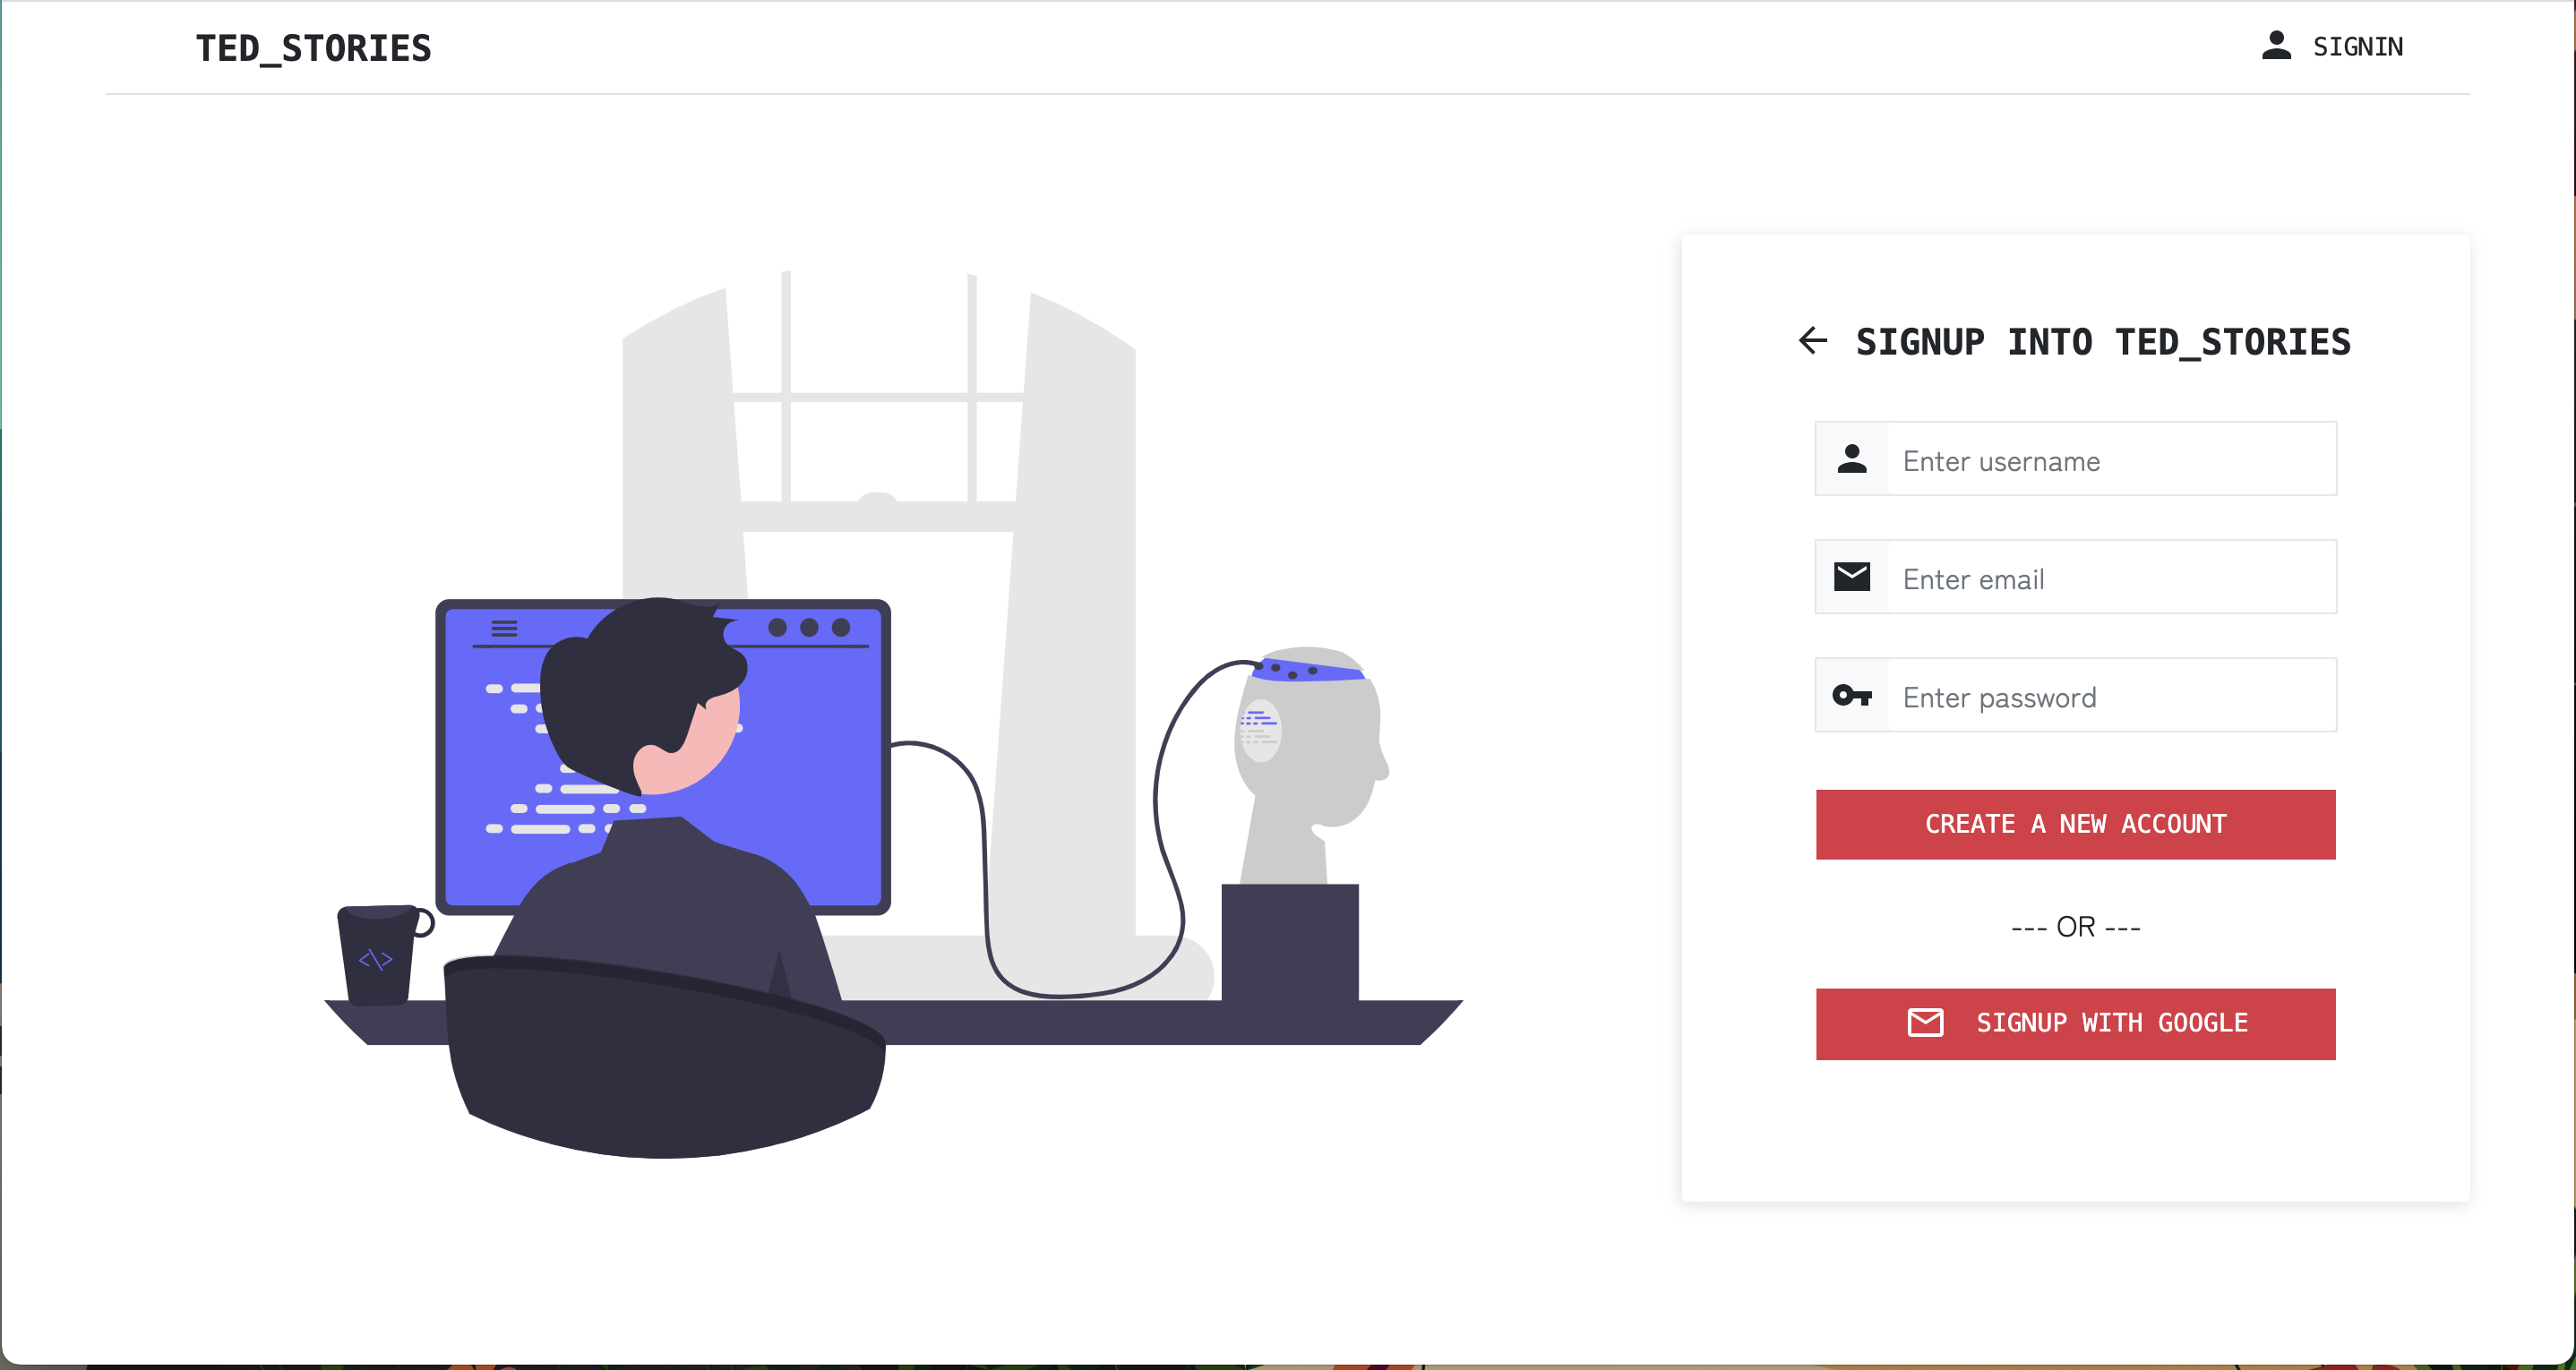 TED_STORIES
SIGNIN
SIGNUP INTO TED_STORIES
Enter username
Enter email
Enter password
CREATE A NEW ACCOUNT
--- OR ---
SIGNUP WITH GOOGLE
<\>